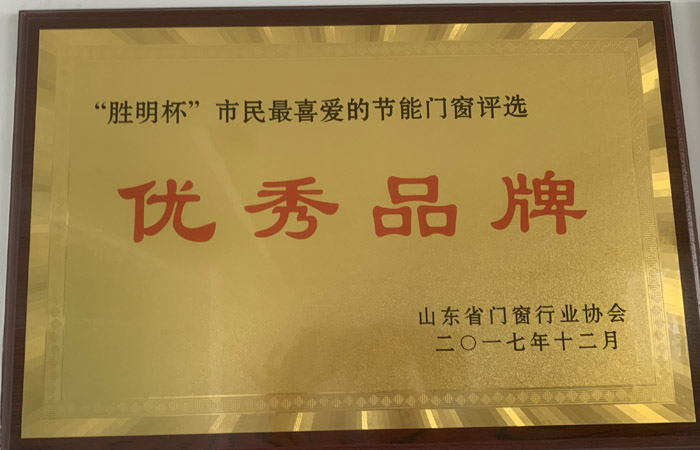 “胜明杯”市民最喜爱的节能门窗评选
优秀品牌
山东省门窗行业协会
二〇一七年十二月